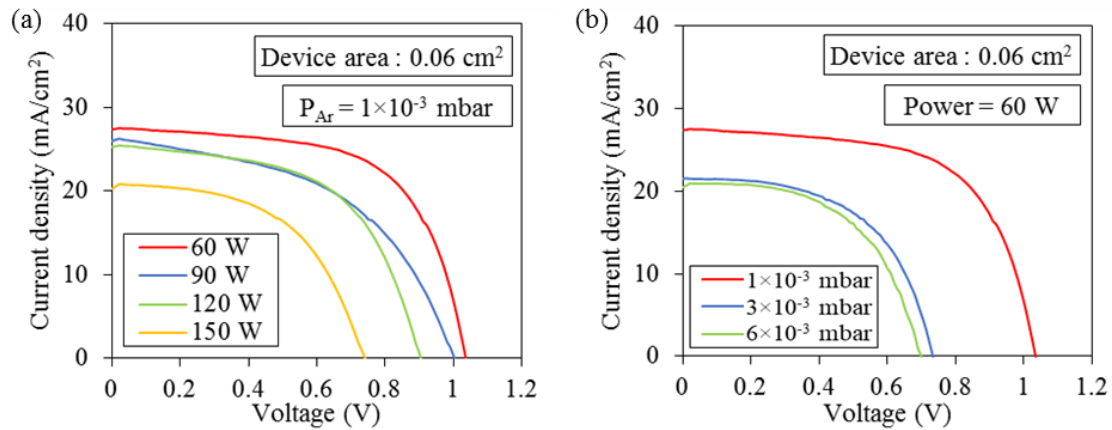 (a)
Current density (mA/cm²)
40
30
20
10
0
Device area : 0.06 cm²
P_Ar = 1×10⁻³ mbar
60 W
90 W
120 W
150 W
0 0.2 0.4 0.6 0.8 1 1.2
Voltage (V)
(b)
Current density (mA/cm²)
40
30
20
10
0
Device area : 0.06 cm²
Power = 60 W
1×10⁻³ mbar
3×10⁻³ mbar
6×10⁻³ mbar
0 0.2 0.4 0.6 0.8 1 1.2
Voltage (V)